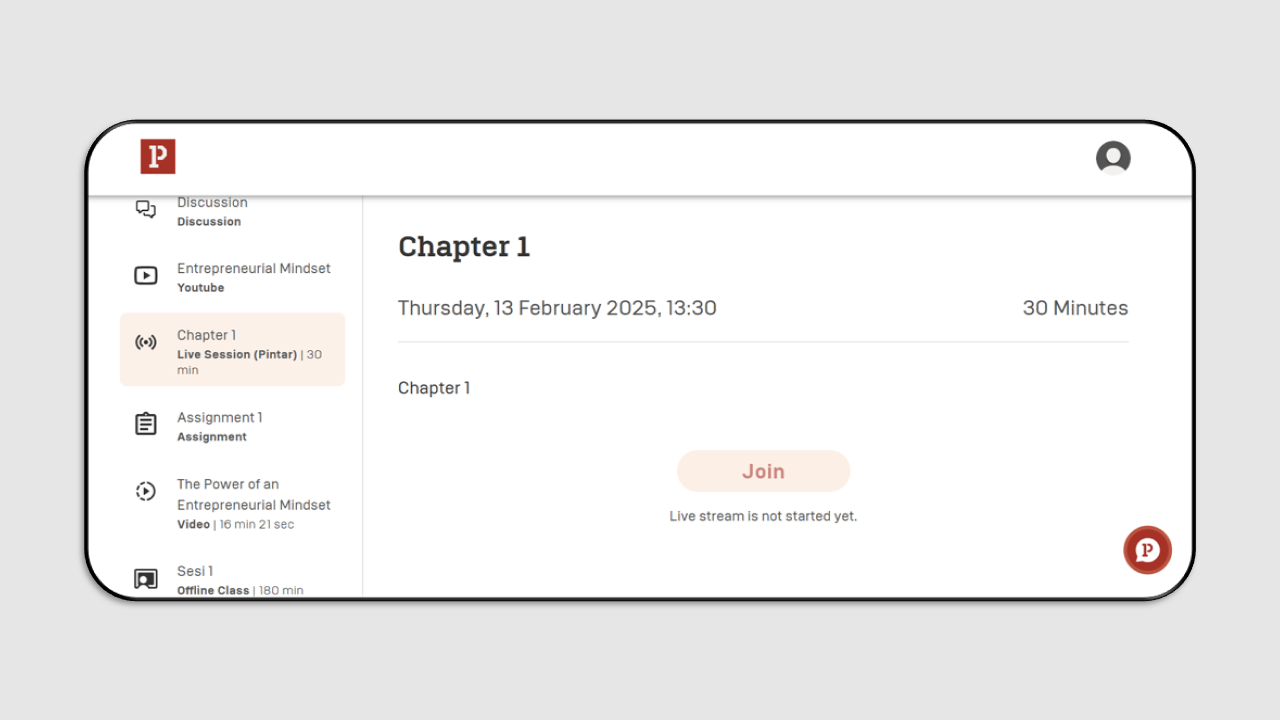 P
Discussion
Discussion
Entrepreneurial Mindset
Youtube
Chapter 1
Live Session (Pintar) | 30
min
Assignment 1
Assignment
The Power of an
Entrepreneurial Mindset
Video | 16 min 21 sec
Sesi 1
Offline Class | 180 min
Chapter 1
Thursday, 13 February 2025, 13:30
30 Minutes
Chapter 1
Join
Live stream is not started yet.
P